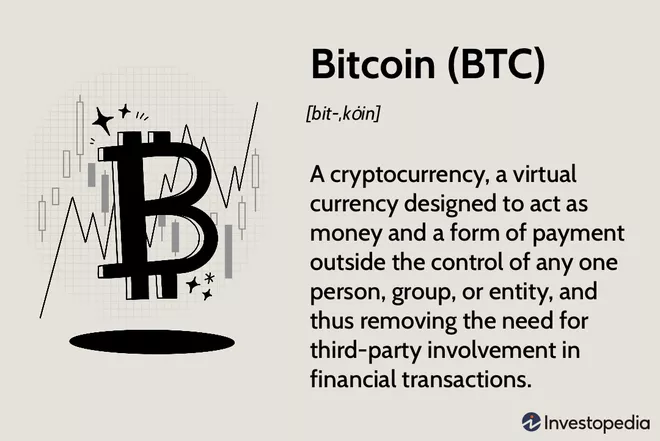 Bitcoin (BTC)
[bit-ˌkȯin]
A cryptocurrency, a virtual
currency designed to act as
money and a form of payment
outside the control of any one
person, group, or entity, and
thus removing the need for
third-party involvement in
financial transactions.
Investopedia